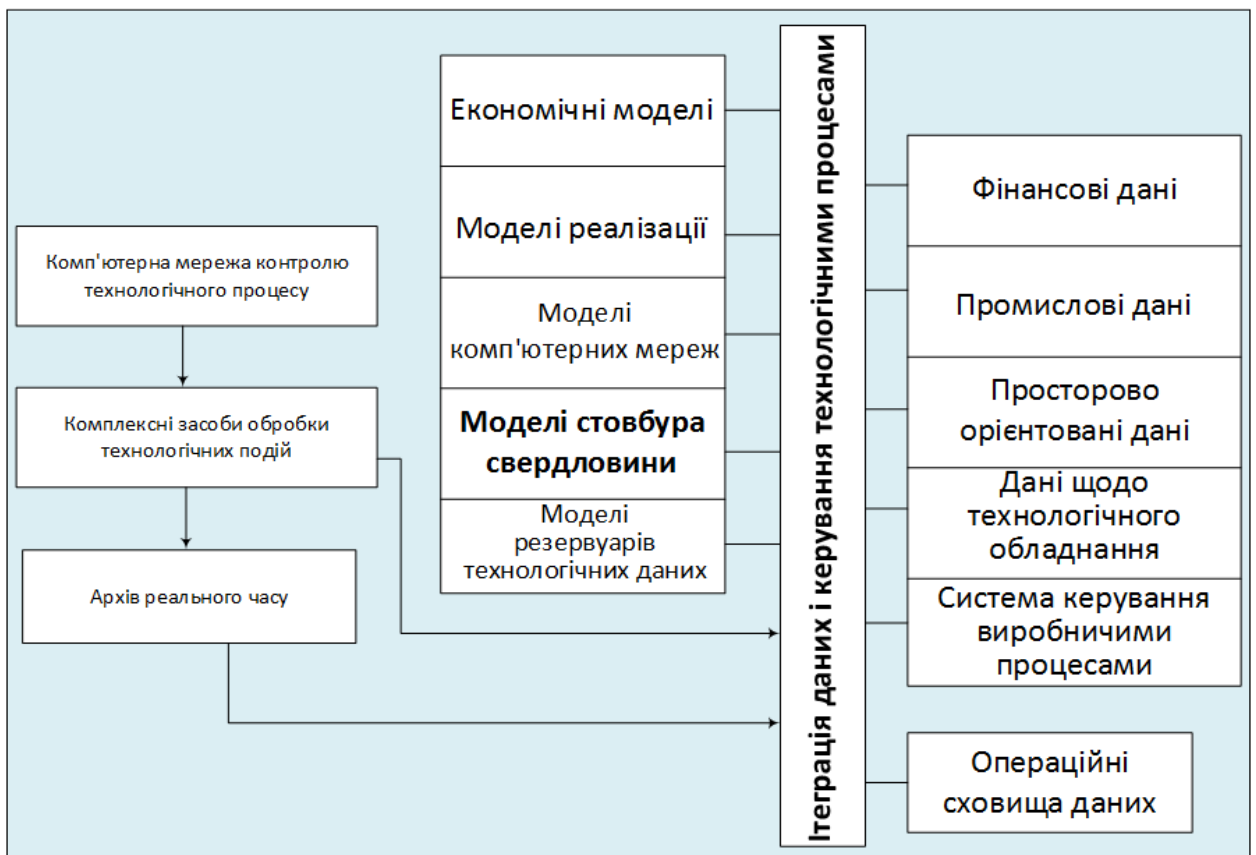 Комп'ютерна мережа контролю
технологічного процесу
Комплексні засоби обробки
технологічних подій
Архів реального часу
Економічні моделі
Моделі реалізації
Моделі
комп'ютерних мереж
Моделі стовбура
свердловини
Моделі
резервуарів
технологічних даних
Ітеграція даних і керування технологічними процесами
Фінансові дані
Промислові дані
Просторово
орієнтовані дані
Дані щодо
технологічного
обладнання
Система керування
виробничими
процесами
Операційні
сховища даних